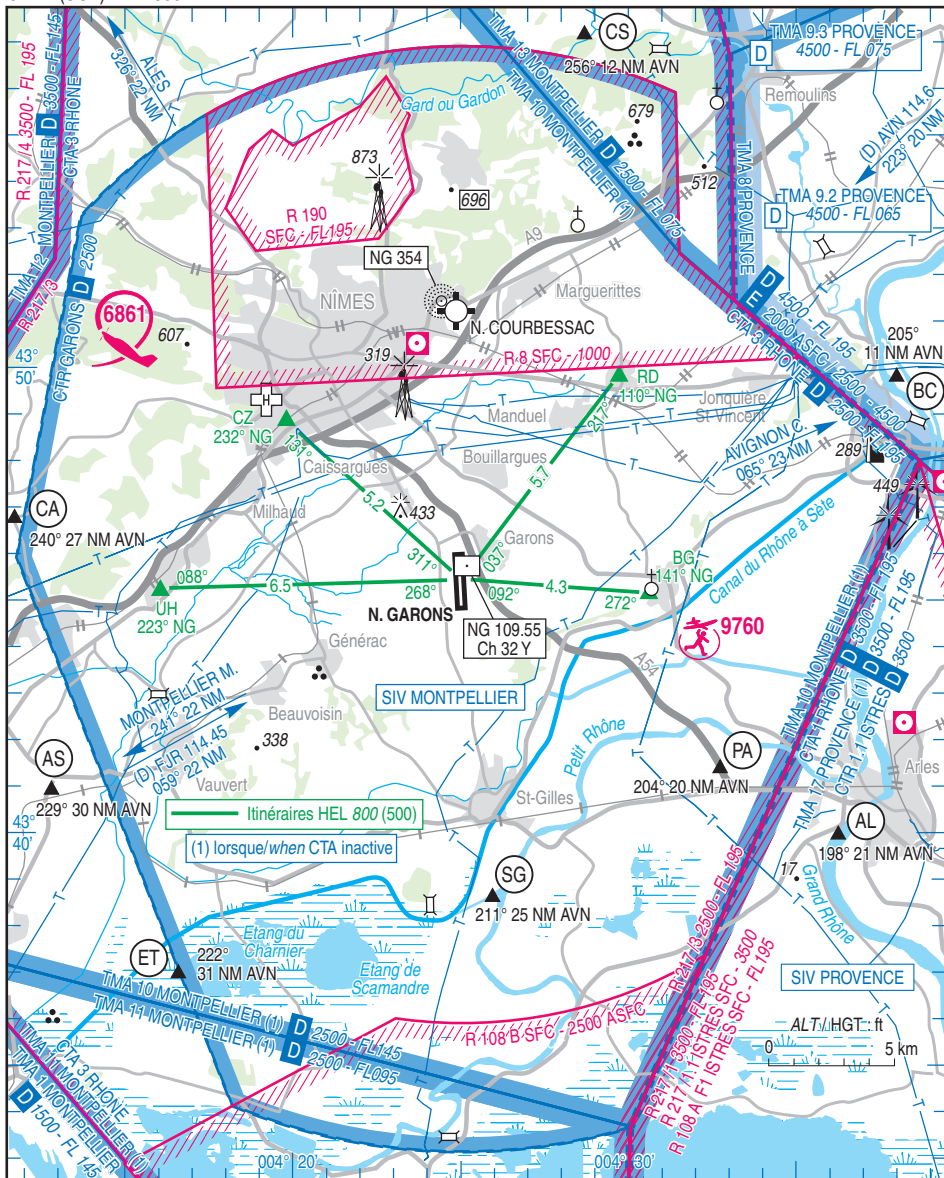 CS
256° 12 NM AVN
TMA 9.3 PROVENCE
4500 - FL 075
D
ALES
326° 22 NM
TMA 13 MONTPELLIER D 2500 - FL 075
TMA 10 MONTPELLIER (1)
Gard ou Gardon
679
Remoulins
(D) AVN 114.6
223° 20 NM
R 217 /4 3500 - FL 195
TMA 12 MONTPELLIER D 3500 - FL 145
CTA 3 RHONE
R 217 /3
873
696
512
TMA 8 PROVENCE
TMA 9.2 PROVENCE
4500 - FL 065
D
R 190
SFC - FL195
A9
NG 354
NÎMES
Marguerittes
N. COURBESSAC
CTR GARONS D 2500
6861
607
319
R 8 SFC - 1000
D 4500 - FL 195
E 2000 ASFC - 2500 - 4500
CTA 3 RHONE D 2500 - FL195
205°
11 NM AVN
BC
43°
50'
RD
110° NG
217°
Manduel
Jonquière
St-Vincent
CZ
232° NG
131°
Caissargues
Bouillargues
5.7
AVIGNON C.
065° 23 NM
289
449
5.2
Milhaud
433
CA
240° 27 NM AVN
Garons
Canal du Rhône à Sète
311°
037°
BG
141° NG
088°
6.5
268°
092°
4.3
272°
UH
223° NG
N. GARONS
NG 109.55
Ch 32 Y
9760
Générac
A54
SIV MONTPELLIER
MONTPELLIER M.
241° 22 NM
(D) FJR 114.45
059° 22 NM
Beauvoisin
338
Petit Rhône
TMA 10 MONTPELLIER (1)
CTA 1 RHONE D 3500 - FL 195
TMA 17 PROVENCE (1) D 3500 - FL195
CTR 1.1 ISTRES D 3500
AS
229° 30 NM AVN
Vauvert
PA
204° 20 NM AVN
Arles
St-Gilles
Itinéraires HEL 800 (500)
43°
40'
(1) lorsque/when CTA inactive
AL
198° 21 NM AVN
SG
211° 25 NM AVN
17
Grand Rhône
Etang du
Charnier
Etang de
Scamandre
ET
222°
31 NM AVN
SIV PROVENCE
TMA 10 MONTPELLIER (1) D 2500 - FL145
TMA 11 MONTPELLIER (1) D 2500 - FL095
R 108 B SFC - 2500 ASFC
R 217/3 2500 - FL 195
R 217/1 3500 - FL 195
R 217/1.1 ISTRES SFC - 3500
R 108 A F1 ISTRES SFC - FL195
ALT / HGT : ft
0 5 km
CTA 3 RHONE
TMA 10 MONTPELLIER (1)
TMA 1 MONTPELLIER
D 1500 - FL 145
004° 20'
004° 30'